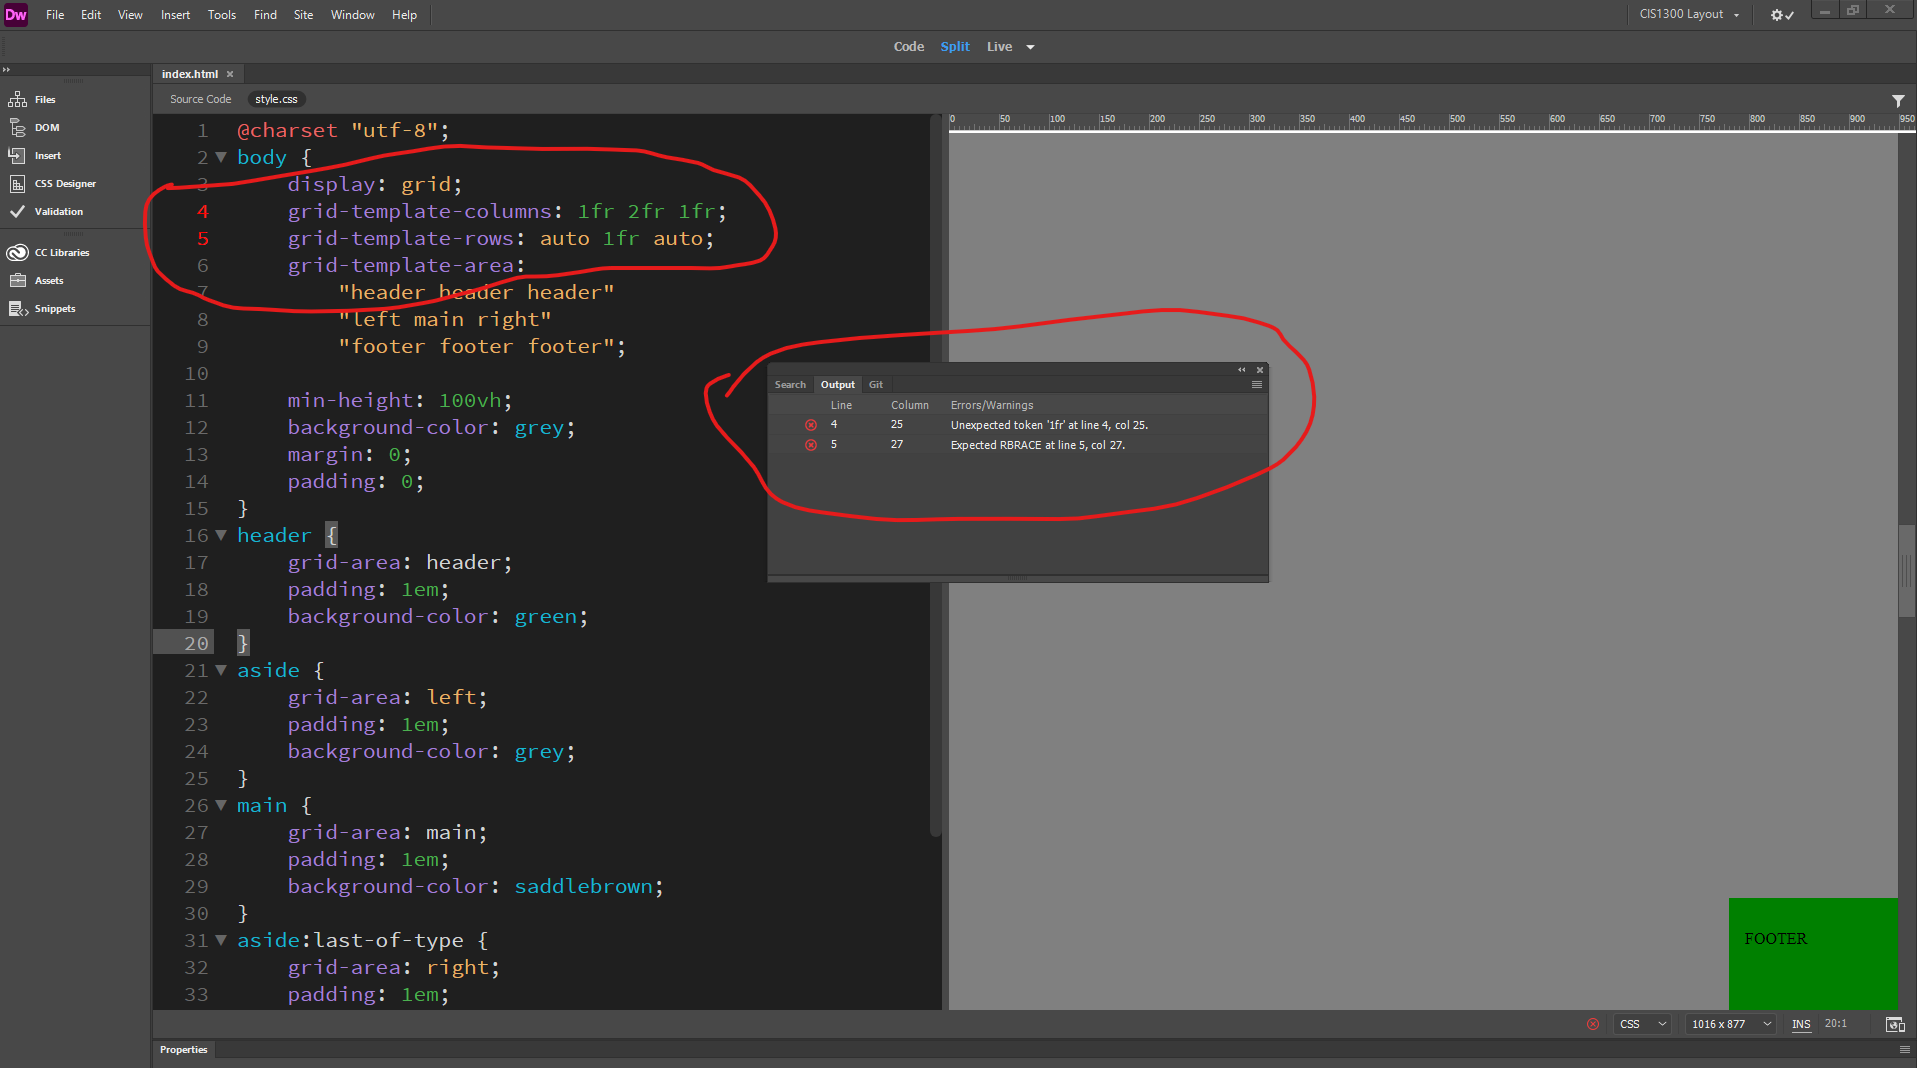 Dw File Edit View Insert Tools Find Site Window Help CIS1300 Layout
Code Split Live
index.html
Files
DOM
Insert
CSS Designer
Validation
CC Libraries
Assets
Snippets
Source Code style.css
0 50 100 150 200 250 300 350 400 450 500 550 600 650 700 750 800 850 900 950
1 @charset "utf-8";
2 body {
3 display: grid;
4 grid-template-columns: 1fr 2fr 1fr;
5 grid-template-rows: auto 1fr auto;
6 grid-template-area:
7 "header header header"
8 "left main right"
9 "footer footer footer";
10
11 min-height: 100vh;
12 background-color: grey;
13 margin: 0;
14 padding: 0;
15 }
16 header {
17 grid-area: header;
18 padding: 1em;
19 background-color: green;
20 }
21 aside {
22 grid-area: left;
23 padding: 1em;
24 background-color: grey;
25 }
26 main {
27 grid-area: main;
28 padding: 1em;
29 background-color: saddlebrown;
30 }
31 aside:last-of-type {
32 grid-area: right;
33 padding: 1em;
Search Output Git
Line Column Errors/Warnings
4 25 Unexpected token '1fr' at line 4, col 25.
5 27 Expected RBRACE at line 5, col 27.
FOOTER
CSS 1016 x 877 INS 20:1
Properties